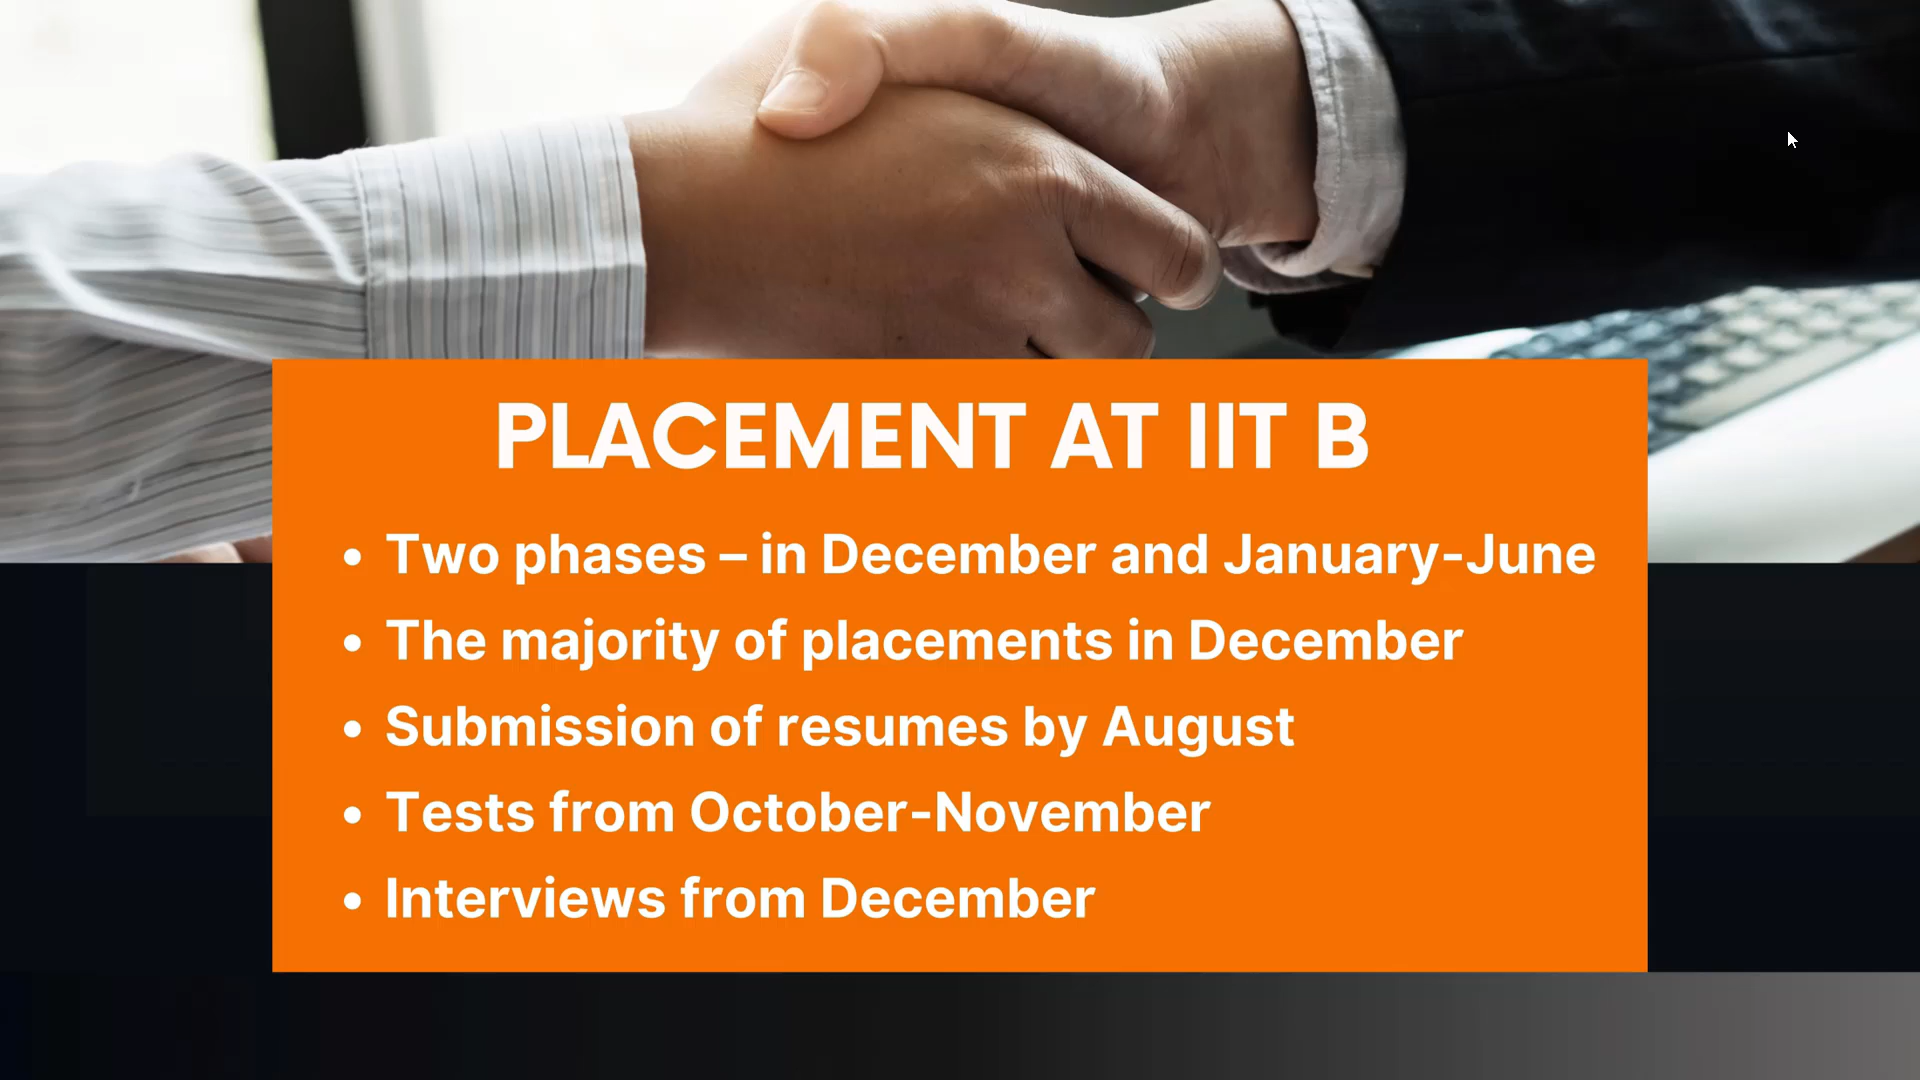 PLACEMENT AT IIT B
• Two phases – in December and January-June
• The majority of placements in December
• Submission of resumes by August
• Tests from October-November
• Interviews from December